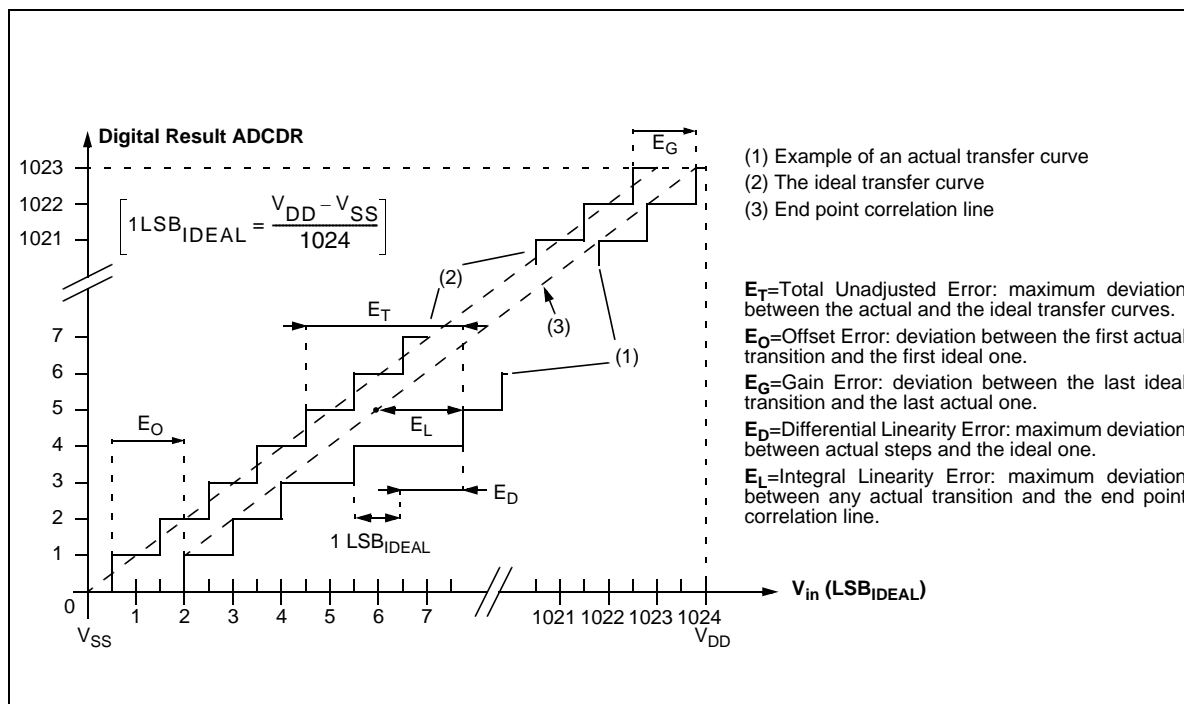 Digital Result ADCDR
E_G
1023
1022
1021
[1LSB_IDEAL = (V_DD – V_SS) / 1024]
(2)
E_T
(3)
(1)
7
6
5
4
3
2
1
0
E_O
E_L
E_D
1 LSB_IDEAL
1 2 3 4 5 6 7 1021 1022 1023 1024
V_SS
V_DD
V_in (LSB_IDEAL)
(1) Example of an actual transfer curve
(2) The ideal transfer curve
(3) End point correlation line
E_T=Total Unadjusted Error: maximum deviation
between the actual and the ideal transfer curves.
E_O=Offset Error: deviation between the first actual
transition and the first ideal one.
E_G=Gain Error: deviation between the last ideal
transition and the last actual one.
E_D=Differential Linearity Error: maximum deviation
between actual steps and the ideal one.
E_L=Integral Linearity Error: maximum deviation
between any actual transition and the end point
correlation line.